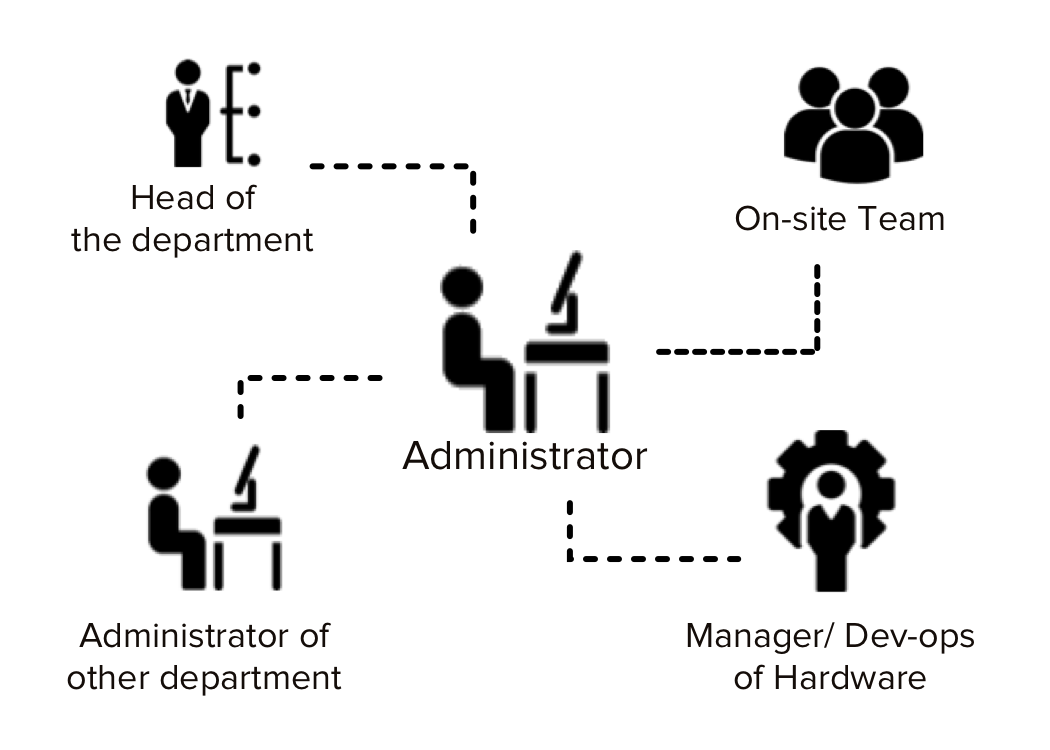 Head of
the department
On-site Team
Administrator
Administrator of
other department
Manager/ Dev-ops
of Hardware